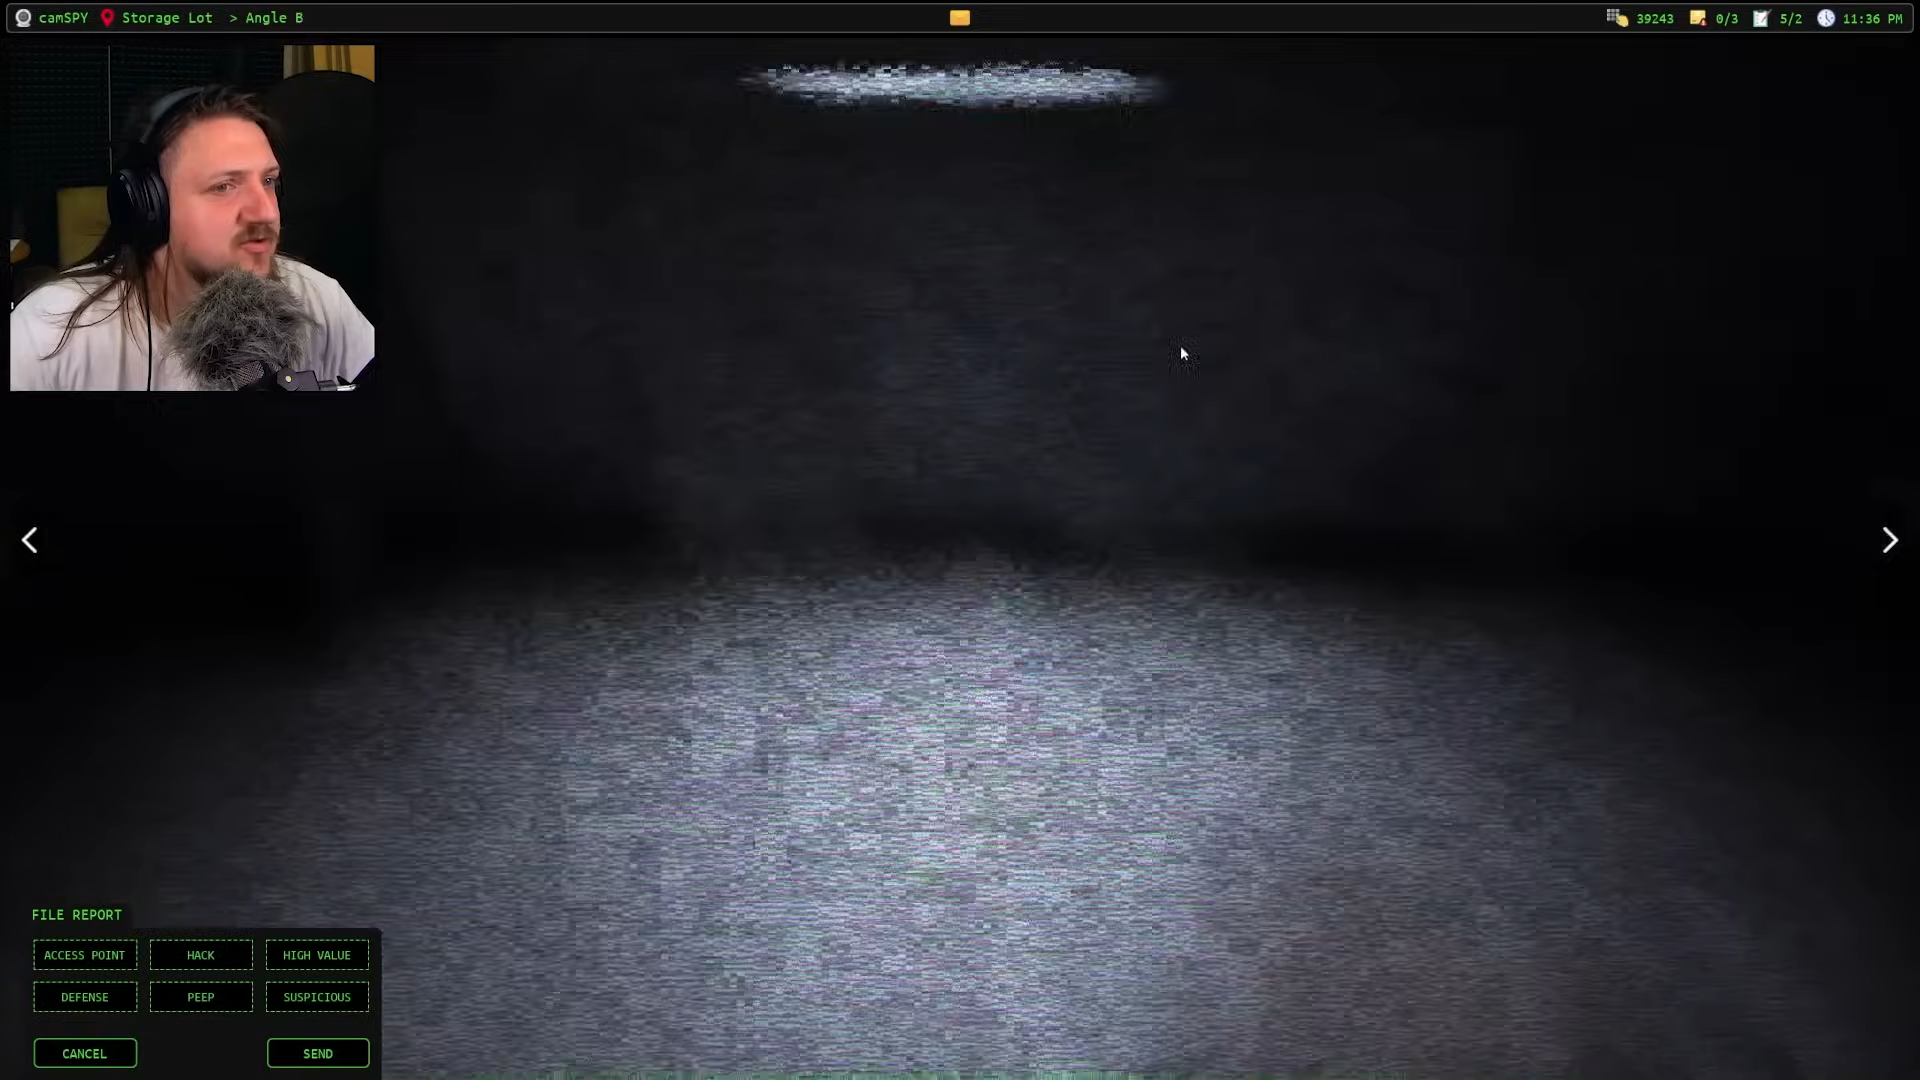 camSPY Storage Lot > Angle B 39243 0/3 5/2 11:36 PM
FILE REPORT
ACCESS POINT HACK HIGH VALUE
DEFENSE PEEP SUSPICIOUS
CANCEL SEND